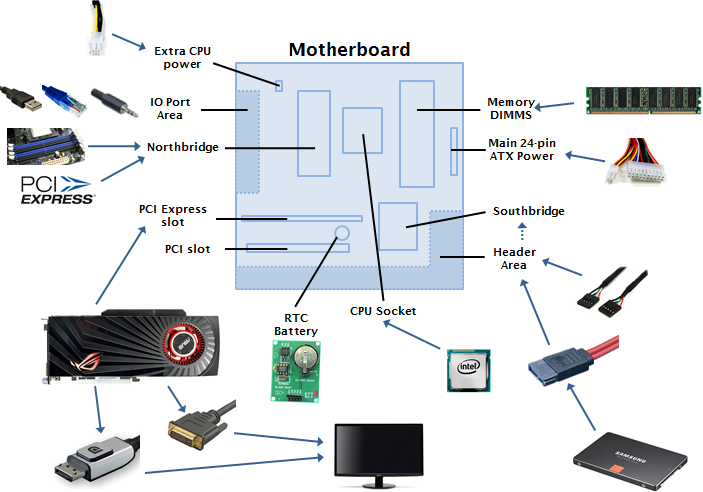 Motherboard
Extra CPU
power
IO Port
Area
Memory
DIMMS
Northbridge
Main 24-pin
ATX Power
PCI
EXPRESS
PCI Express
slot
Southbridge
PCI slot
Header
Area
RTC
Battery
CPU Socket
ASUS
intel
SAMSUNG